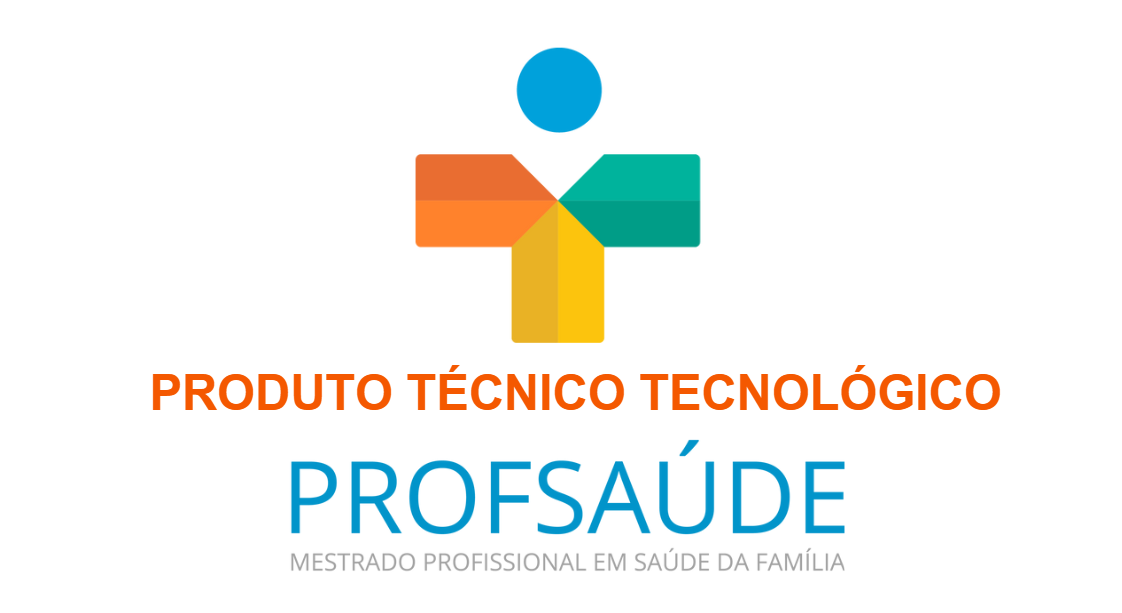 PRODUTO TÉCNICO TECNOLÓGICO
PROFSAÚDE
MESTRADO PROFISSIONAL EM SAÚDE DA FAMÍLIA